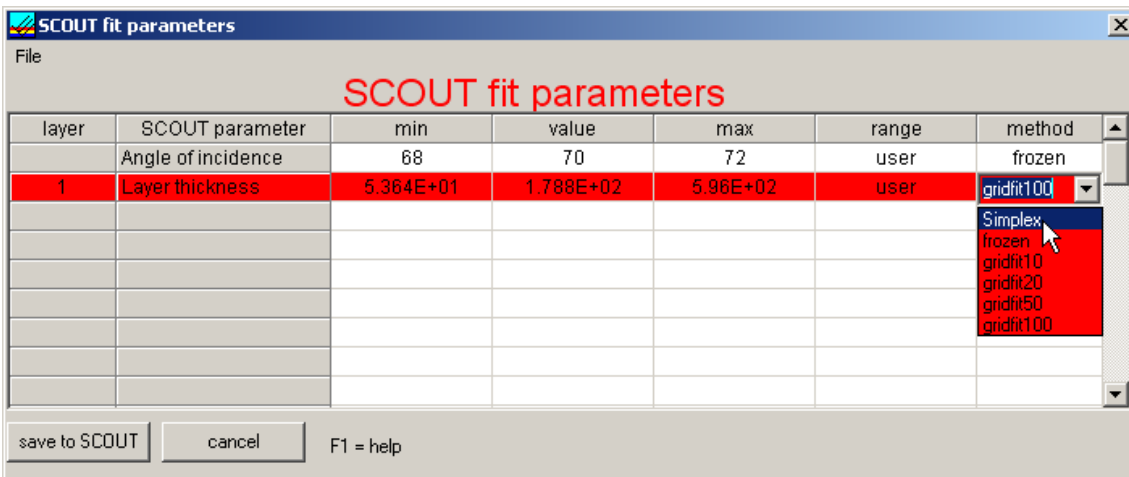 SCOUT fit parameters
File
SCOUT fit parameters
layer SCOUT parameter min value max range method
Angle of incidence 68 70 72 user frozen
1 Layer thickness 5.364E+01 1.788E+02 5.96E+02 user gridfit100
Simplex
frozen
gridfit10
gridfit20
gridfit50
gridfit100
save to SCOUT cancel F1 = help